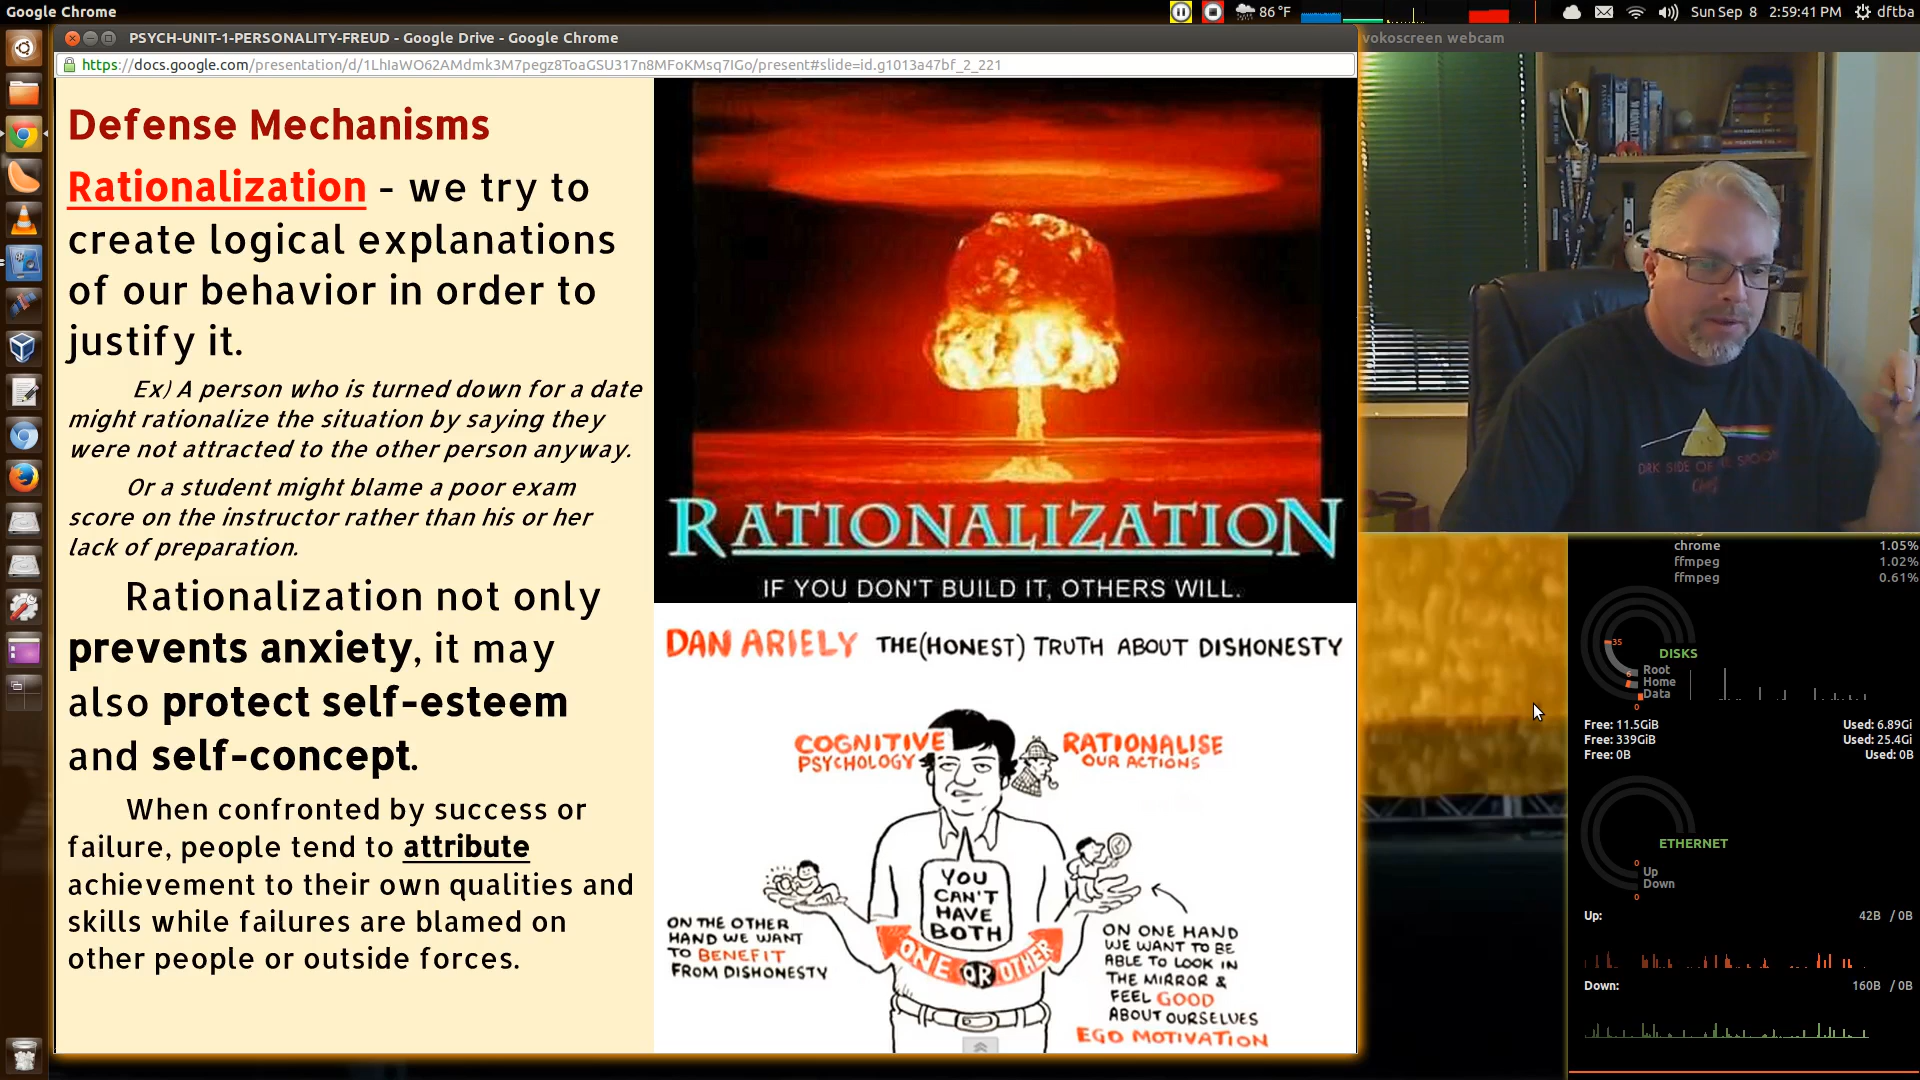 Google Chrome
86 °F
Sun Sep 8 2:59:41 PM
dftba
PSYCH-UNIT-1-PERSONALITY-FREUD - Google Drive - Google Chrome
vokoscreen webcam
https://docs.google.com/presentation/d/1LhIaWO62AMdmk3M7pegz8ToaGSU317n8MFoKMsq7IGo/present#slide=id.g1013a47bf_2_221
Defense Mechanisms
Rationalization - we try to
create logical explanations
of our behavior in order to
justify it.
Ex) A person who is turned down for a date
might rationalize the situation by saying they
were not attracted to the other person anyway.
Or a student might blame a poor exam
score on the instructor rather than his or her
lack of preparation.
Rationalization not only
prevents anxiety, it may
also protect self-esteem
and self-concept.
When confronted by success or
failure, people tend to attribute
achievement to their own qualities and
skills while failures are blamed on
other people or outside forces.
RATIONALIZATION
IF YOU DON'T BUILD IT, OTHERS WILL.
DAN ARIELY THE (HONEST) TRUTH ABOUT DISHONESTY
COGNITIVE
PSYCHOLOGY
RATIONALISE
OUR ACTIONS
YOU
CAN'T
HAVE
BOTH
ONE OR OTHER
ON THE OTHER
HAND WE WANT
TO BENEFIT
FROM DISHONESTY
ON ONE HAND
WE WANT TO BE
ABLE TO LOOK IN
THE MIRROR &
FEEL GOOD
ABOUT OURSELVES
EGO MOTIVATION
chrome 1.05%
ffmpeg 1.02%
ffmpeg 0.61%
35
DISKS
6
Root
Home
Data
0
Free: 11.5GiB Used: 6.89Gi
Free: 339GiB Used: 25.4Gi
Free: 0B Used: 0B
ETHERNET
0
Up
Down
0
Up: 42B / 0B
Down: 160B / 0B